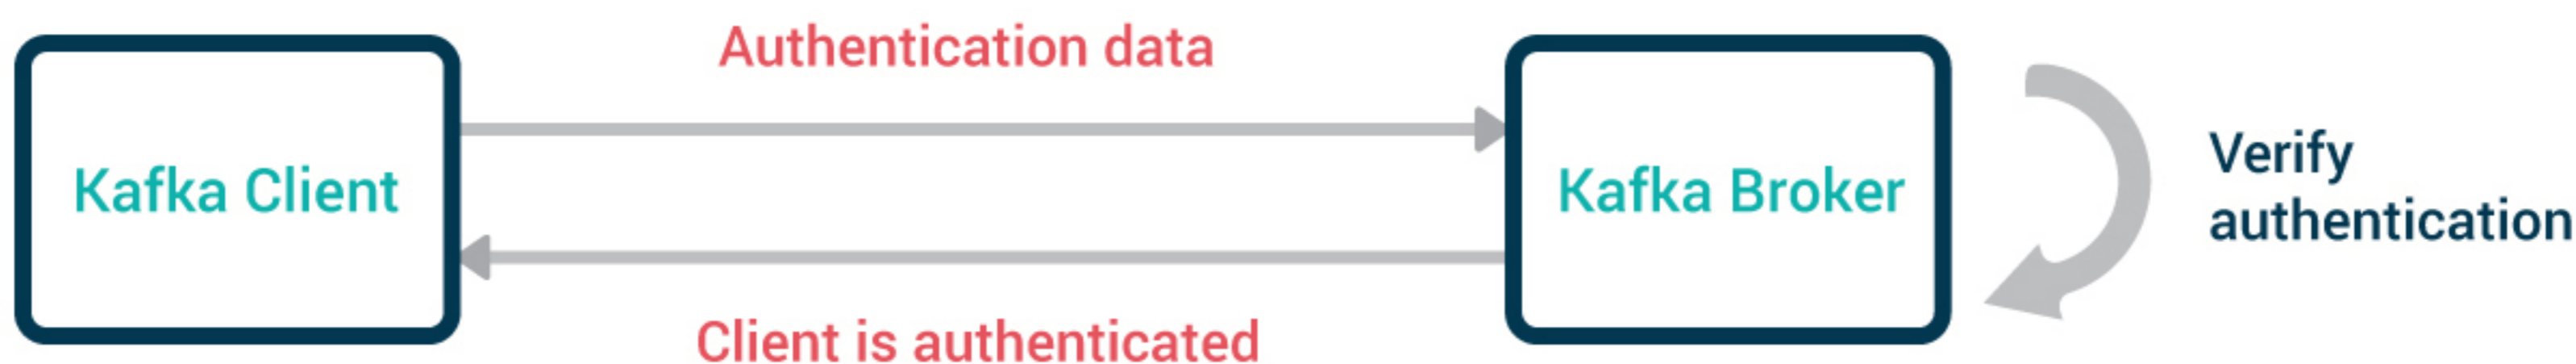 Authentication data
Kafka Client
Kafka Broker
Verify
authentication
Client is authenticated